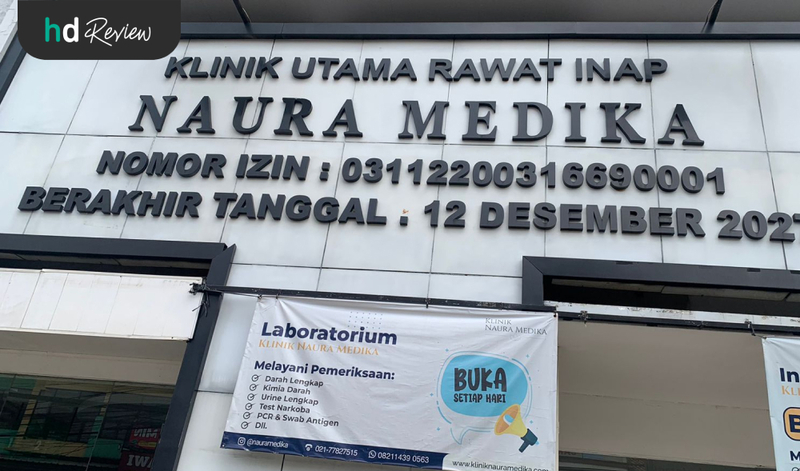 hd Review
KLINIK UTAMA RAWAT INAP
NAURA MEDIKA
NOMOR IZIN : 03112200316690001
BERAKHIR TANGGAL : 12 DESEMBER 2027
Laboratorium
KLINIK NAURA MEDIKA
Melayani Pemeriksaan:
Darah Lengkap
Kimia Darah
Urine Lengkap
Test Narkoba
PCR & Swab Antigen
Dll.
@nauramedika
021-77827515
08211439 0563
KLINIK
NAURA MEDIKA
BUKA
SETIAP HARI
www.kliniknauramedika.com